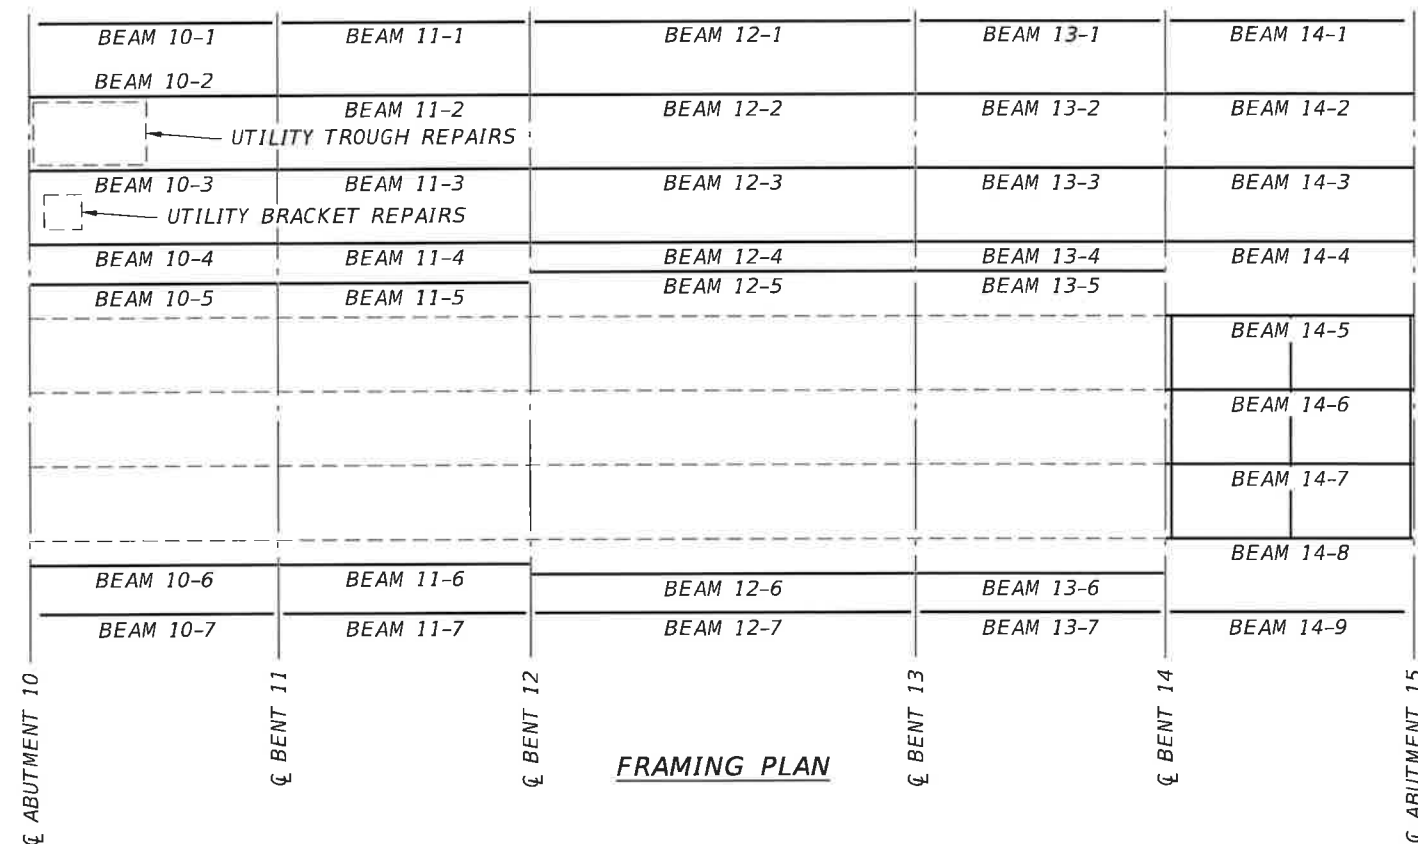 BEAM 10-1 BEAM 11-1 BEAM 12-1 BEAM 13-1 BEAM 14-1
BEAM 10-2
BEAM 11-2 BEAM 12-2 BEAM 13-2 BEAM 14-2
UTILITY TROUGH REPAIRS
BEAM 10-3 BEAM 11-3 BEAM 12-3 BEAM 13-3 BEAM 14-3
UTILITY BRACKET REPAIRS
BEAM 10-4 BEAM 11-4 BEAM 12-4 BEAM 13-4 BEAM 14-4
BEAM 10-5 BEAM 11-5 BEAM 12-5 BEAM 13-5
BEAM 14-5
BEAM 14-6
BEAM 14-7
BEAM 14-8
BEAM 10-6 BEAM 11-6 BEAM 12-6 BEAM 13-6
BEAM 10-7 BEAM 11-7 BEAM 12-7 BEAM 13-7 BEAM 14-9
℄ ABUTMENT 10
℄ BENT 11
℄ BENT 12
℄ BENT 13
℄ BENT 14
℄ ABUTMENT 15
FRAMING PLAN